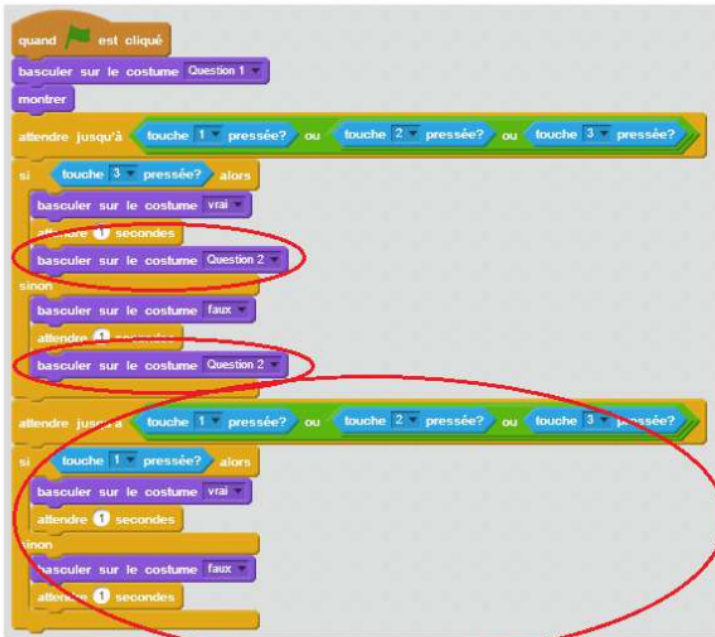 quand est cliqué
basculer sur le costume Question 1
montrer
attendre jusqu'à touche 1 pressée? ou touche 2 pressée? ou touche 3 pressée?
si touche 3 pressée? alors
basculer sur le costume vrai
attendre 1 secondes
basculer sur le costume Question 2
sinon
basculer sur le costume faux
attendre 1 secondes
basculer sur le costume Question 2
attendre jusqu'à touche 1 pressée? ou touche 2 pressée? ou touche 3 pressée?
si touche 1 pressée? alors
basculer sur le costume vrai
attendre 1 secondes
sinon
basculer sur le costume faux
attendre 1 secondes